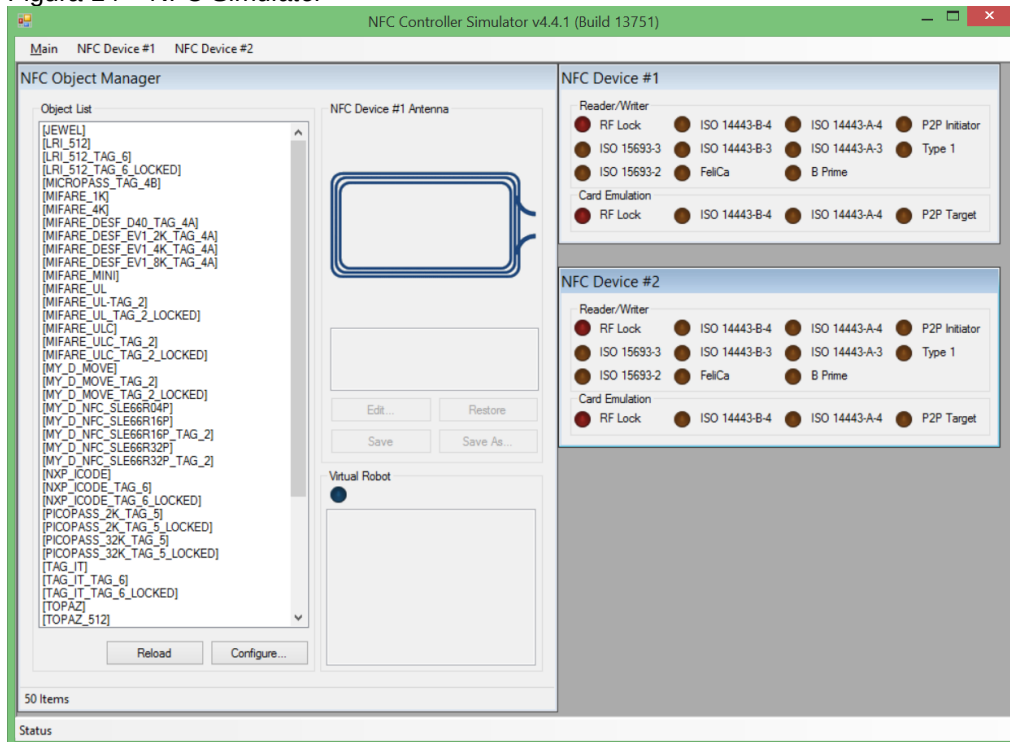 NFC Controller Simulator v4.4.1 (Build 13751)
Main NFC Device #1 NFC Device #2
NFC Object Manager
Object List
[JEWEL]
[LRI_512]
[LRI_512_TAG_6]
[LRI_512_TAG_6_LOCKED]
[MICROPASS_TAG_4B]
[MIFARE_1K]
[MIFARE_4K]
[MIFARE_DESF_D40_TAG_4A]
[MIFARE_DESF_EV1_2K_TAG_4A]
[MIFARE_DESF_EV1_4K_TAG_4A]
[MIFARE_DESF_EV1_8K_TAG_4A]
[MIFARE_MINI]
[MIFARE_UL
[MIFARE_UL-TAG_2]
[MIFARE_UL_TAG_2_LOCKED]
[MIFARE_ULC]
[MIFARE_ULC_TAG_2]
[MIFARE_ULC_TAG_2_LOCKED]
[MY_D_MOVE]
[MY_D_MOVE_TAG_2]
[MY_D_MOVE_TAG_2_LOCKED]
[MY_D_NFC_SLE66R04P]
[MY_D_NFC_SLE66R16P]
[MY_D_NFC_SLE66R16P_TAG_2]
[MY_D_NFC_SLE66R32P]
[MY_D_NFC_SLE66R32P_TAG_2]
[NXP_ICODE]
[NXP_ICODE_TAG_6]
[NXP_ICODE_TAG_6_LOCKED]
[PICOPASS_2K_TAG_5]
[PICOPASS_2K_TAG_5_LOCKED]
[PICOPASS_32K_TAG_5]
[PICOPASS_32K_TAG_5_LOCKED]
[TAG_IT]
[TAG_IT_TAG_6]
[TAG_IT_TAG_6_LOCKED]
[TOPAZ]
[TOPAZ_512]
Reload Configure...
50 Items
NFC Device #1 Antenna
Edit... Restore
Save Save As...
Virtual Robot
NFC Device #1
Reader/Writer
RF Lock ISO 14443-B-4 ISO 14443-A-4 P2P Initiator
ISO 15693-3 ISO 14443-B-3 ISO 14443-A-3 Type 1
ISO 15693-2 FeliCa B Prime
Card Emulation
RF Lock ISO 14443-B-4 ISO 14443-A-4 P2P Target
NFC Device #2
Reader/Writer
RF Lock ISO 14443-B-4 ISO 14443-A-4 P2P Initiator
ISO 15693-3 ISO 14443-B-3 ISO 14443-A-3 Type 1
ISO 15693-2 FeliCa B Prime
Card Emulation
RF Lock ISO 14443-B-4 ISO 14443-A-4 P2P Target
Status